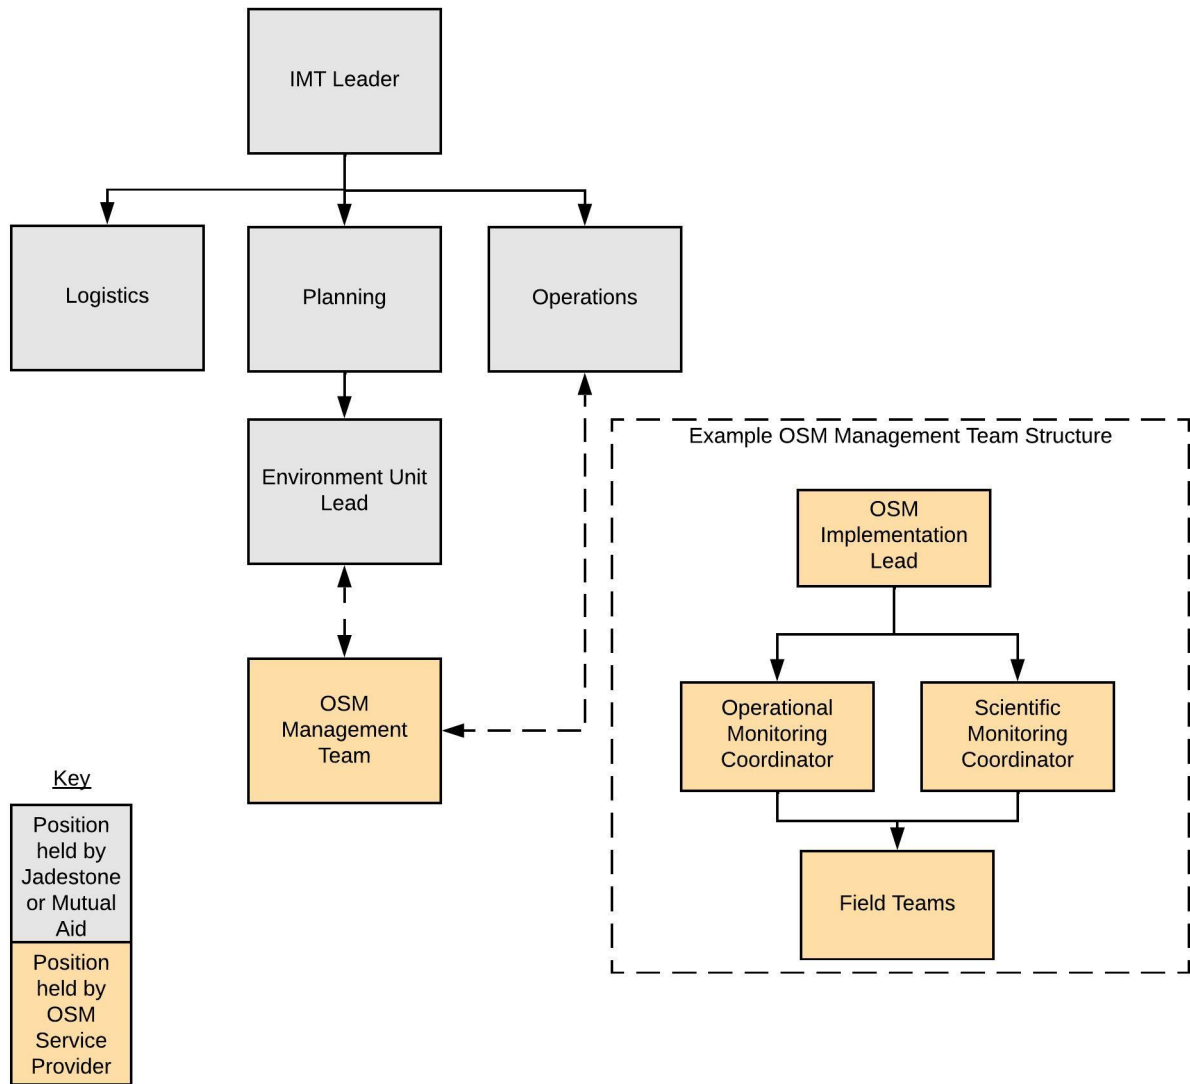 IMT Leader
Logistics
Planning
Operations
Environment Unit
Lead
OSM
Management
Team
Example OSM Management Team Structure
OSM
Implementation
Lead
Operational
Monitoring
Coordinator
Scientific
Monitoring
Coordinator
Field Teams
Key
Position
held by
Jadestone
or Mutual
Aid
Position
held by
OSM
Service
Provider